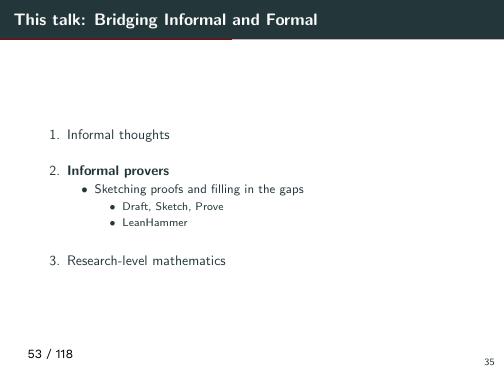 This talk: Bridging Informal and Formal
1. Informal thoughts
2. Informal provers
• Sketching proofs and filling in the gaps
• Draft, Sketch, Prove
• LeanHammer
3. Research-level mathematics
53 / 118
35